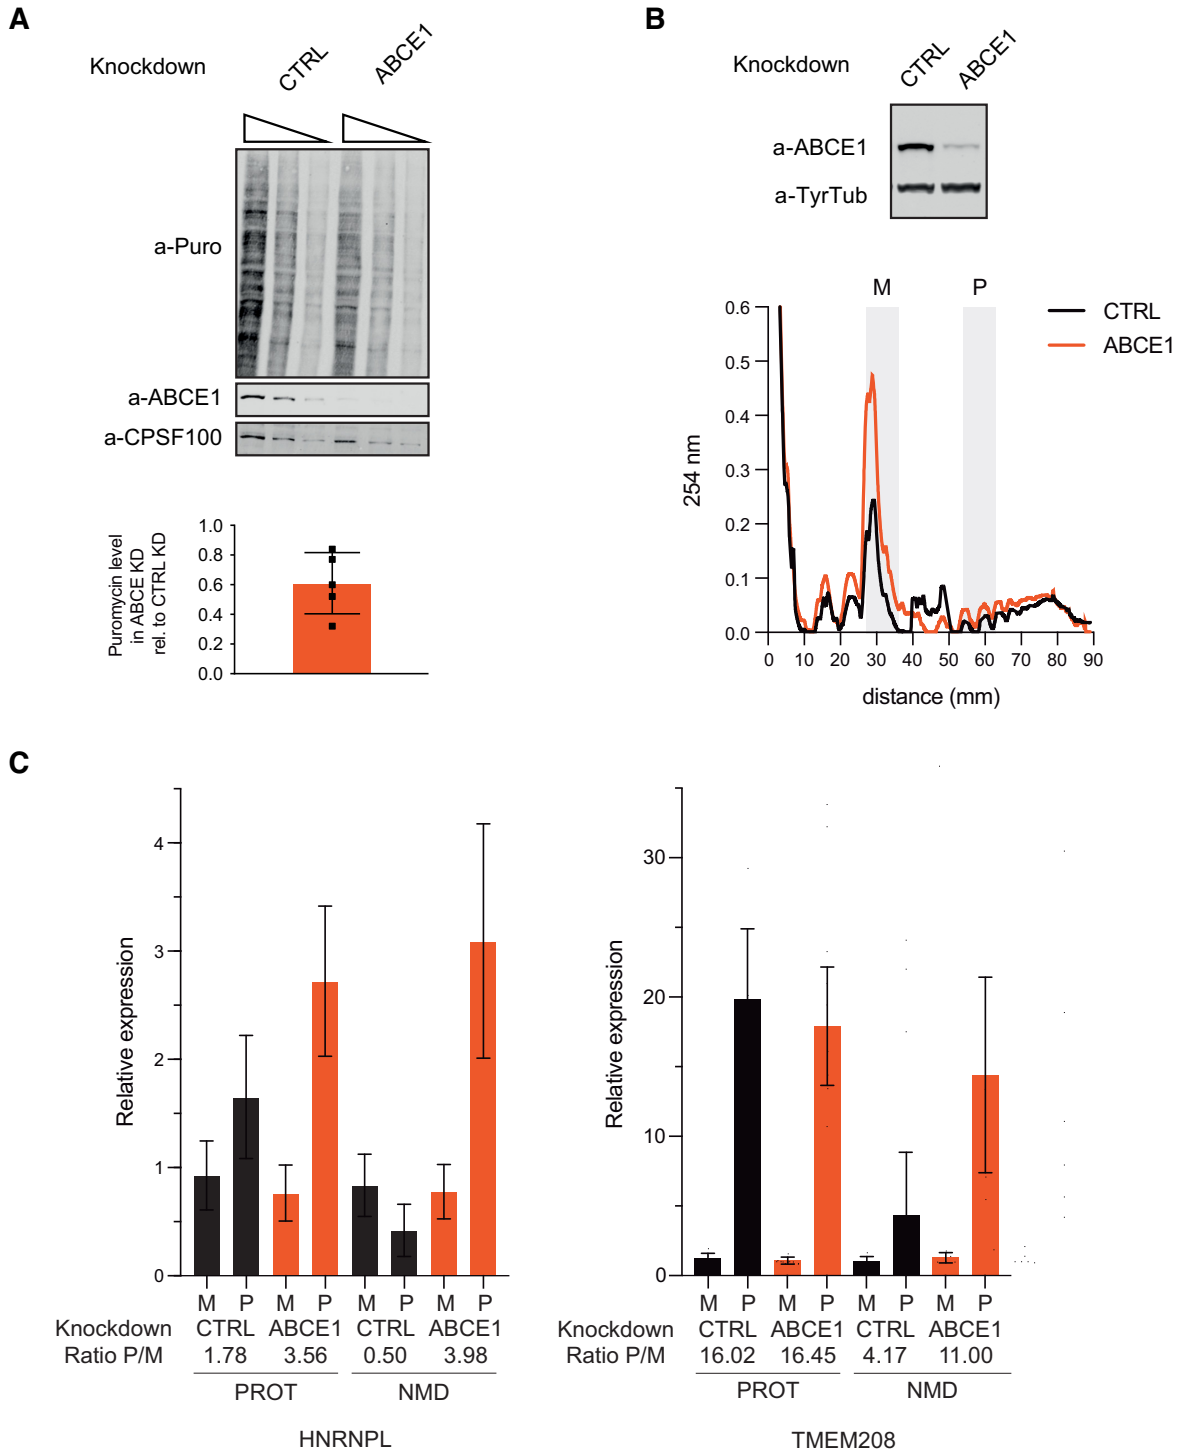 A
Knockdown
CTRL
ABCE1
a-Puro
a-ABCE1
a-CPSF100
Puromycin level
in ABCE KD
rel. to CTRL KD
1.0
0.8
0.6
0.4
0.2
0.0
B
Knockdown
CTRL
ABCE1
a-ABCE1
a-TyrTub
M P
CTRL
ABCE1
254 nm
0.6
0.5
0.4
0.3
0.2
0.1
0.0
0 10 20 30 40 50 60 70 80 90
distance (mm)
C
Relative expression
4
3
2
1
0
M P M P M P M P
Knockdown CTRL ABCE1 CTRL ABCE1
Ratio P/M 1.78 3.56 0.50 3.98
PROT NMD
HNRNPL
Relative expression
30
20
10
0
M P M P M P M P
Knockdown CTRL ABCE1 CTRL ABCE1
Ratio P/M 16.02 16.45 4.17 11.00
PROT NMD
TMEM208